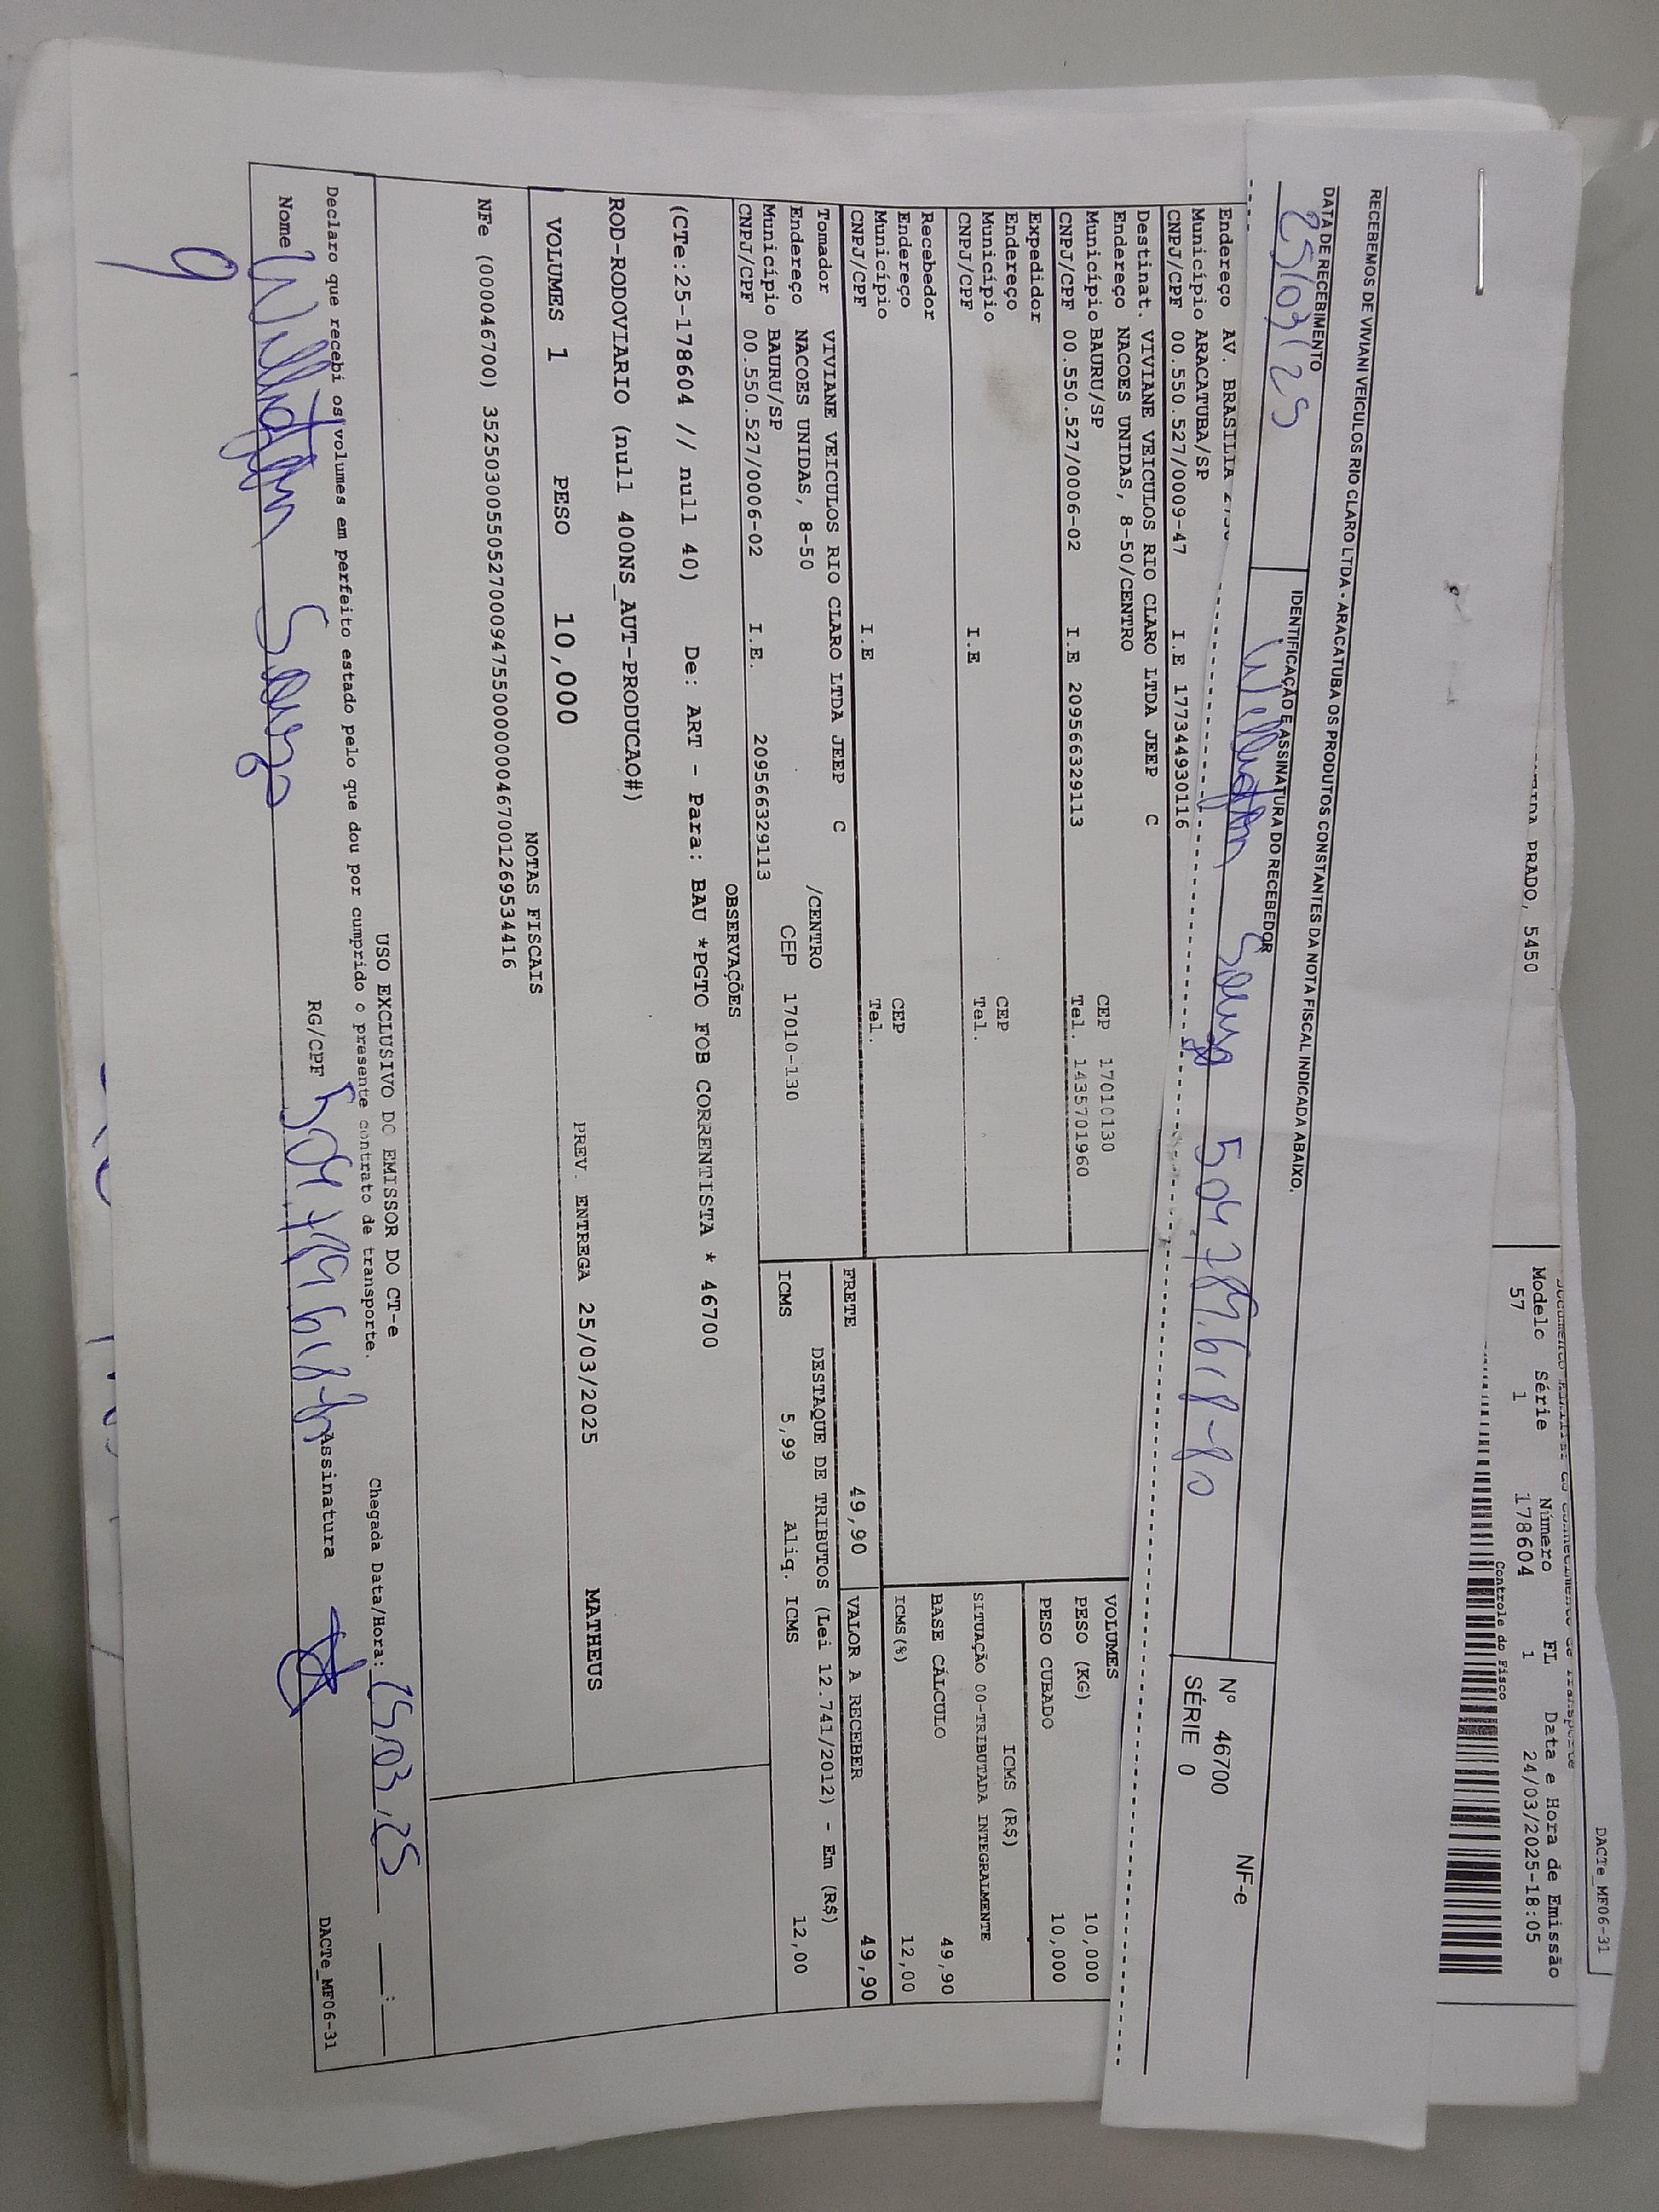 DACTe_MF06-31
Modelo Série Número FL Data e Hora de Emissão
57 1 178604 1 24/03/2025-18:05
PRADO, 5450
Controle do Fisco
RECEBEMOS DE VIVIANI VEICULOS RIO CLARO LTDA - ARACATUBA OS PRODUTOS CONSTANTES DA NOTA FISCAL INDICADA ABAIXO.
DATA DE RECEBIMENTO
25/03/25
IDENTIFICAÇÃO E ASSINATURA DO RECEBEDOR
Wellington Souza
NF-e
Nº 46700
SÉRIE 0
Endereço AV. BRASILIA
Município ARACATUBA/SP
CNPJ/CPF 00.550.527/0009-47 I.E 177344930116
Destinat. VIVIANE VEICULOS RIO CLARO LTDA JEEP C
Endereço NACOES UNIDAS, 8-50/CENTRO
Município BAURU/SP CEP 17010130
CNPJ/CPF 00.550.527/0006-02 I.E 209566329113 Tel. 1435701960
Expedidor
Endereço
Município CEP
CNPJ/CPF I.E Tel.
Recebedor
Endereço
Município CEP
CNPJ/CPF I.E Tel.
VOLUMES
PESO (KG) 10,000
PESO CUBADO 10,000
ICMS (R$)
SITUAÇÃO 00-TRIBUTADA INTEGRALMENTE
BASE CÁLCULO 49,90
ICMS(%) 12,00
Tomador VIVIANE VEICULOS RIO CLARO LTDA JEEP C
Endereço NACOES UNIDAS, 8-50 /CENTRO
Município BAURU/SP CEP 17010-130
CNPJ/CPF 00.550.527/0006-02 I.E. 209566329113
FRETE 49,90 VALOR A RECEBER 49,90
DESTAQUE DE TRIBUTOS (Lei 12.741/2012) - Em (R$)
ICMS 5,99 Aliq. ICMS 12,00
OBSERVAÇÕES
(CTe:25-178604 // null 40) De: ART - Para: BAU *PGTO FOB CORRENTISTA * 46700
ROD-RODOVIARIO (null 400NS_AUT-PRODUCAO#)
VOLUMES 1 PESO 10,000 PREV. ENTREGA 25/03/2025 MATHEUS
NOTAS FISCAIS
NFe (000046700) 35250300550527000947550000000467001269534416
USO EXCLUSIVO DO EMISSOR DO CT-e
Declaro que recebi os volumes em perfeito estado pelo que dou por cumprido o presente contrato de transporte.
Chegada Data/Hora: 25/03/25 __:__
Nome Wellington Souza RG/CPF Assinatura
DACTe_MF06-31
9